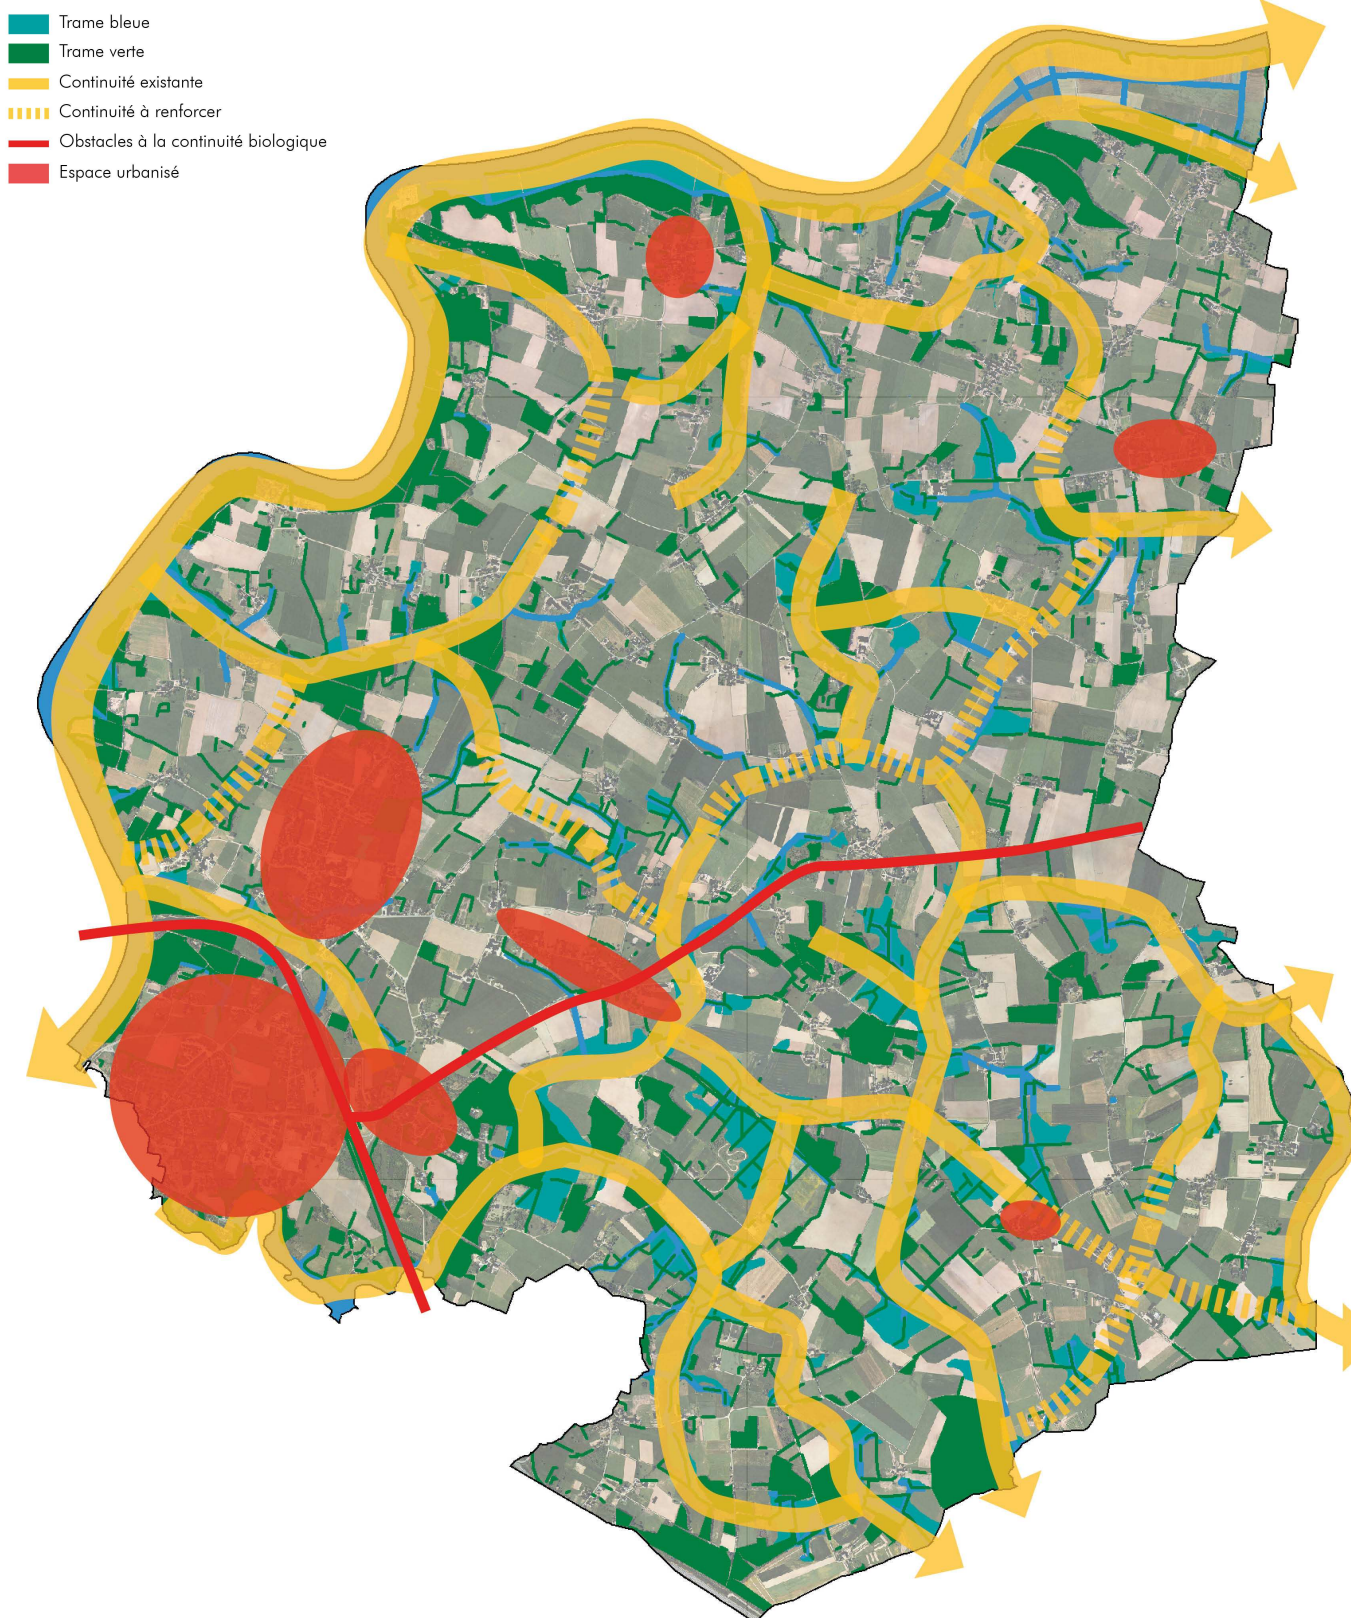 Trame bleue
Trame verte
Continuité existante
Continuité à renforcer
Obstacles à la continuité biologique
Espace urbanisé